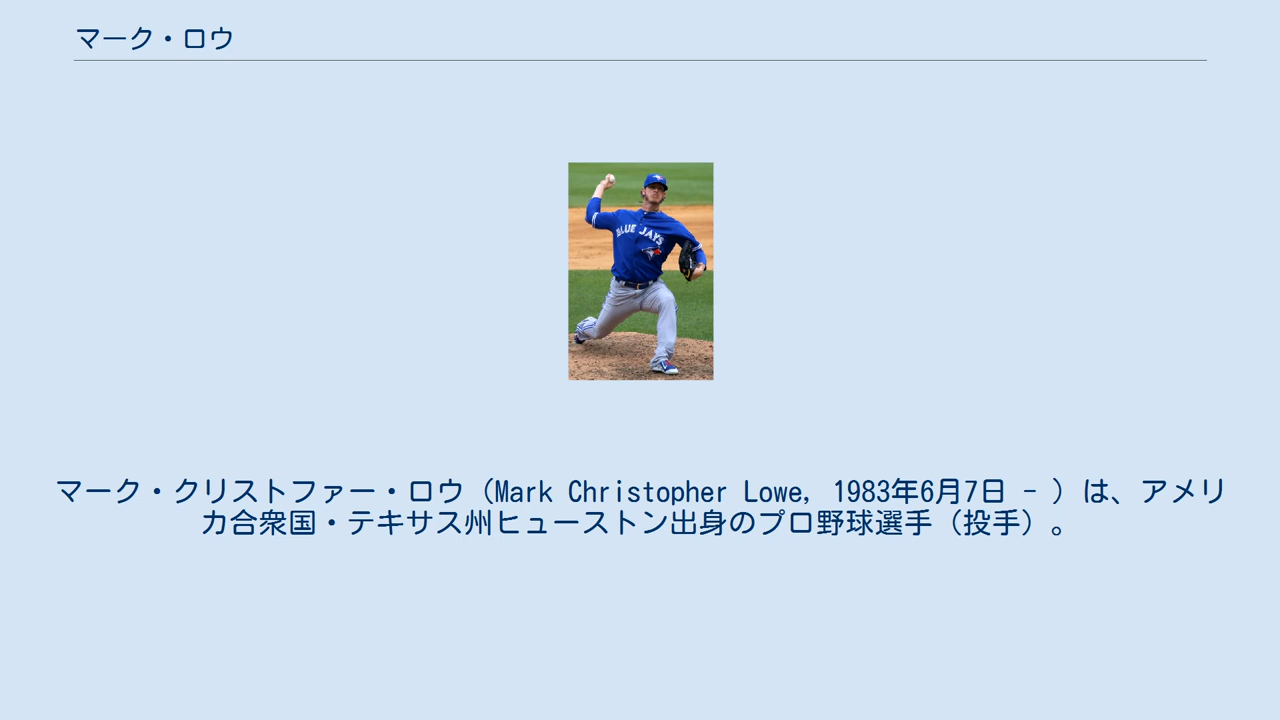 マーク・ロウ
BLUE JAYS
マーク・クリストファー・ロウ（Mark Christopher Lowe, 1983年6月7日 - ）は、アメリ
カ合衆国・テキサス州ヒューストン出身のプロ野球選手（投手）。